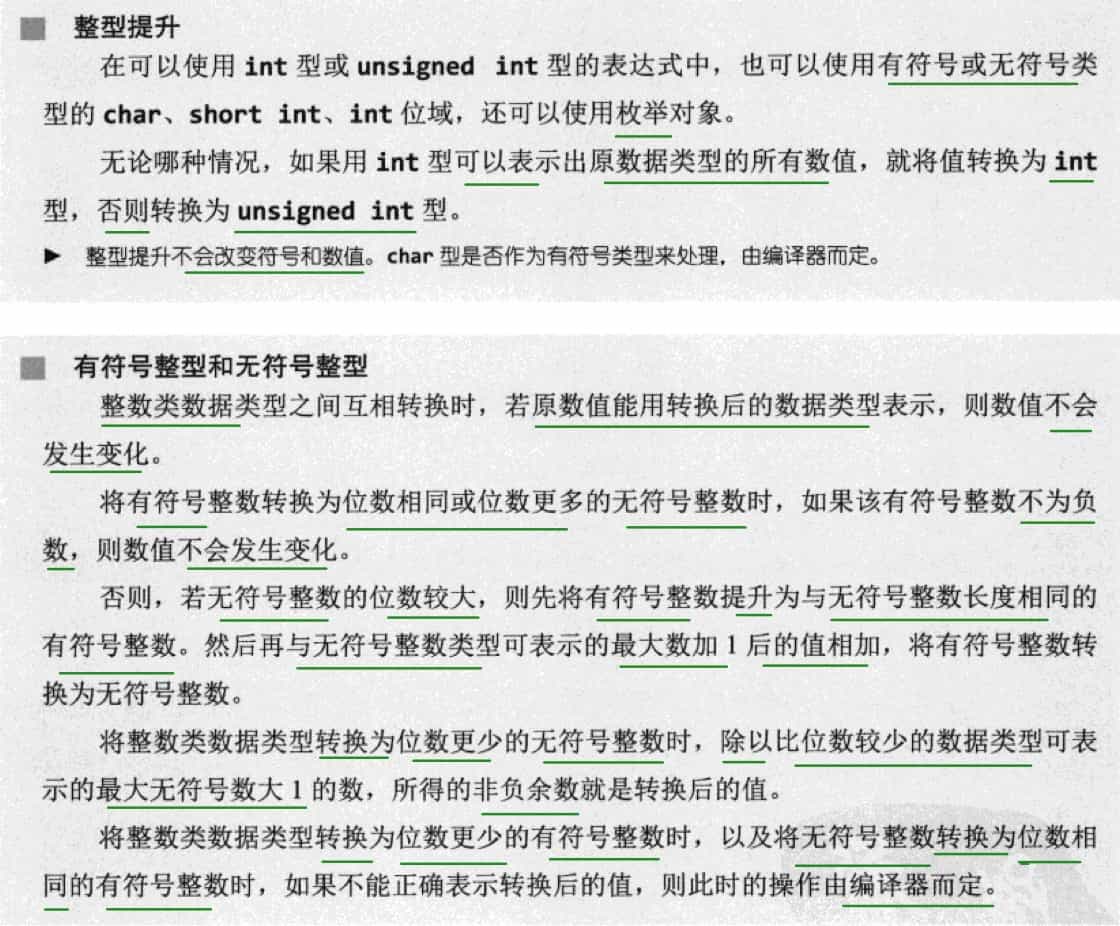 ■ 整型提升
在可以使用 int 型或 unsigned int 型的表达式中，也可以使用有符号或无符号类
型的 char、short int、int 位域，还可以使用枚举对象。
无论哪种情况，如果用 int 型可以表示出原数据类型的所有数值，就将值转换为 int
型，否则转换为 unsigned int 型。
▶ 整型提升不会改变符号和数值。char 型是否作为有符号类型来处理，由编译器而定。
■ 有符号整型和无符号整型
整数类数据类型之间互相转换时，若原数值能用转换后的数据类型表示，则数值不会
发生变化。
将有符号整数转换为位数相同或位数更多的无符号整数时，如果该有符号整数不为负
数，则数值不会发生变化。
否则，若无符号整数的位数较大，则先将有符号整数提升为与无符号整数长度相同的
有符号整数。然后再与无符号整数类型可表示的最大数加 1 后的值相加，将有符号整数转
换为无符号整数。
将整数类数据类型转换为位数更少的无符号整数时，除以比位数较少的数据类型可表
示的最大无符号数大 1 的数，所得的非负余数就是转换后的值。
将整数类数据类型转换为位数更少的有符号整数时，以及将无符号整数转换为位数相
同的有符号整数时，如果不能正确表示转换后的值，则此时的操作由编译器而定。